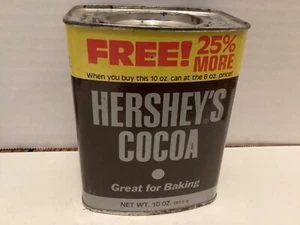 FREE! 25% MORE
When you buy this 10 oz. can at the 8 oz. price!
HERSHEY'S
COCOA
Great for Baking
NET WT. 10 OZ.